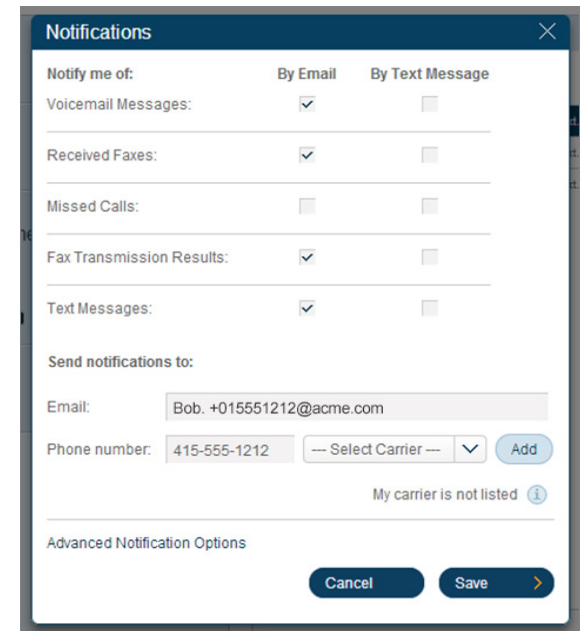 Notifications
Notify me of: By Email By Text Message
Voicemail Messages:
Received Faxes:
Missed Calls:
Fax Transmission Results:
Text Messages:
Send notifications to:
Email: Bob. +015551212@acme.com
Phone number: 415-555-1212 --- Select Carrier --- Add
My carrier is not listed i
Advanced Notification Options
Cancel Save